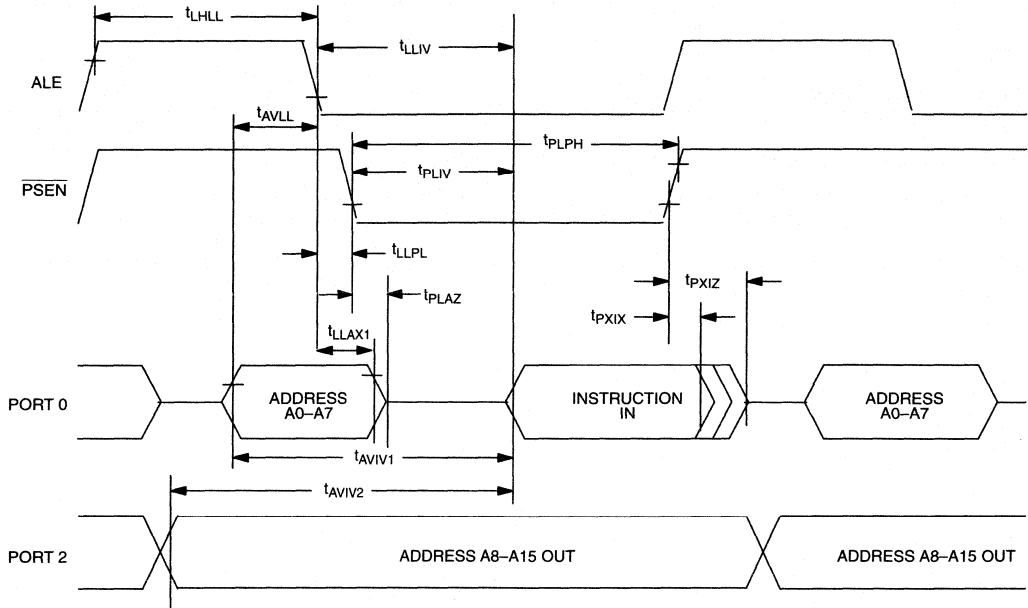 tLHLL
tLLIV
ALE
tAVLL
tPLPH
PSEN
tPLIV
tLLPL
tPXIZ
tPLAZ
tPXIX
tLLAX1
PORT 0
ADDRESS
A0–A7
INSTRUCTION
IN
ADDRESS
A0–A7
tAVIV1
tAVIV2
PORT 2
ADDRESS A8–A15 OUT
ADDRESS A8–A15 OUT